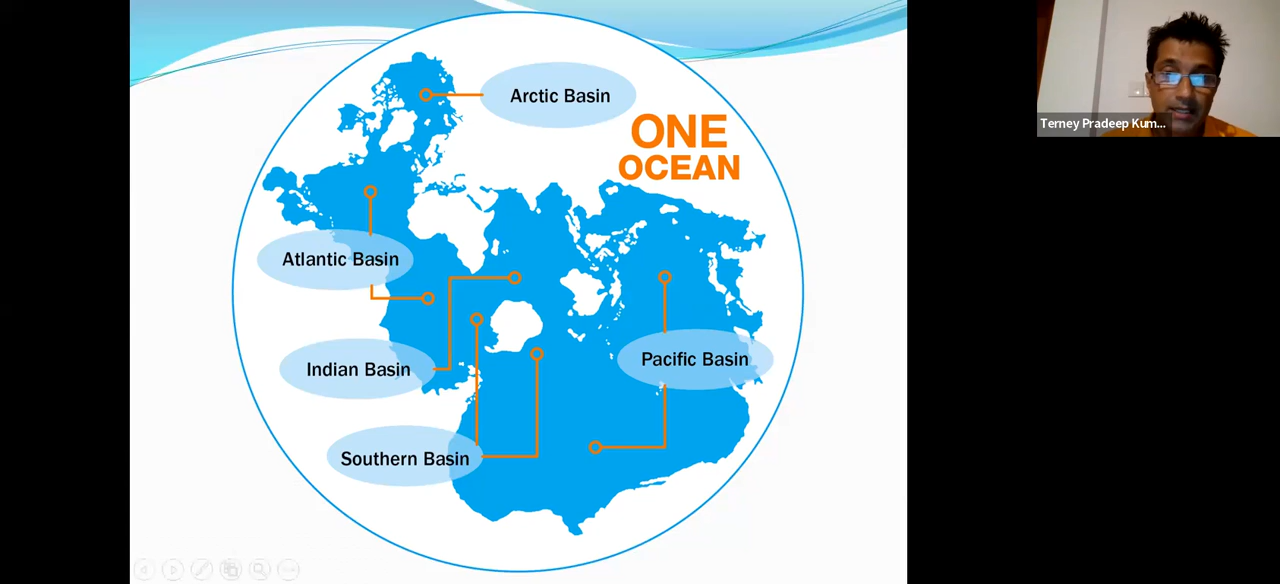 Arctic Basin
ONE
OCEAN
Atlantic Basin
Indian Basin
Pacific Basin
Southern Basin
Terney Pradeep Kum...